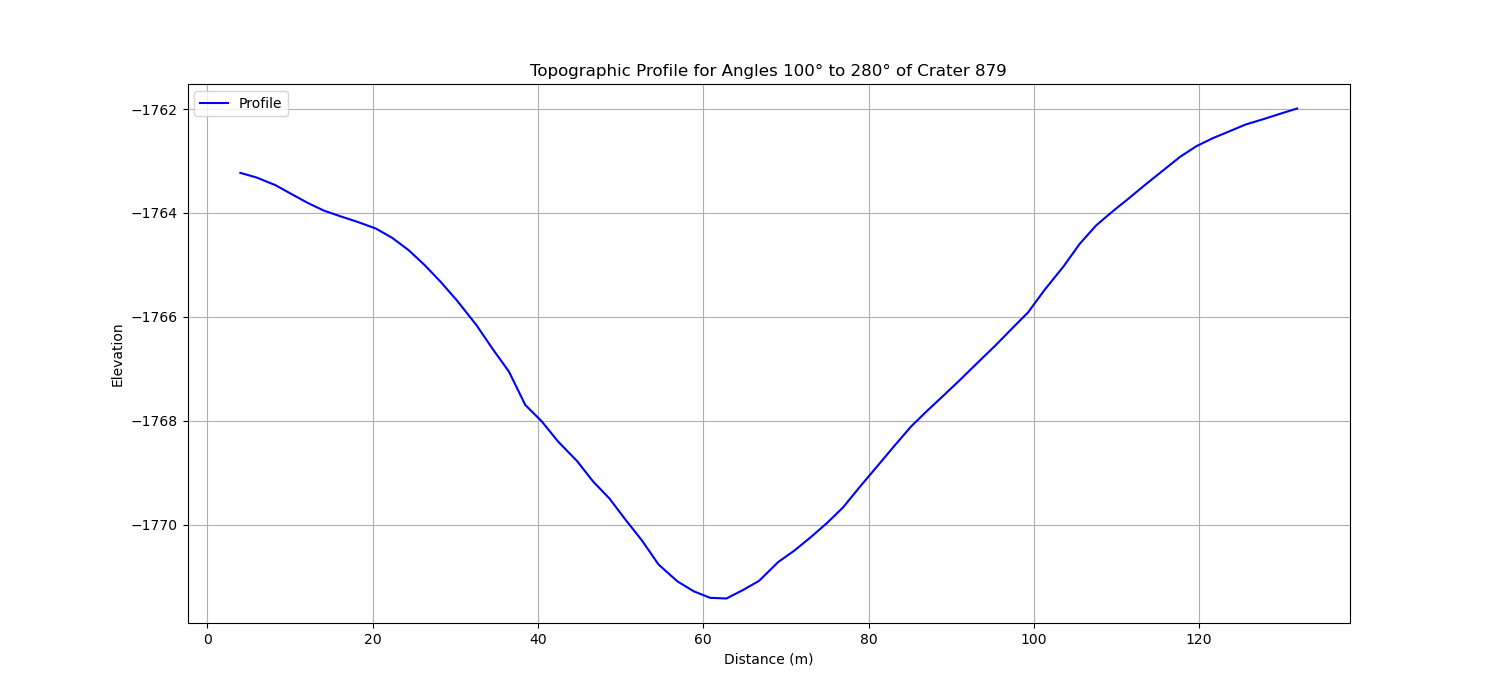 Topographic Profile for Angles 100° to 280° of Crater 879
Profile
−1762
−1764
−1766
−1768
−1770
Elevation
0 20 40 60 80 100 120
Distance (m)